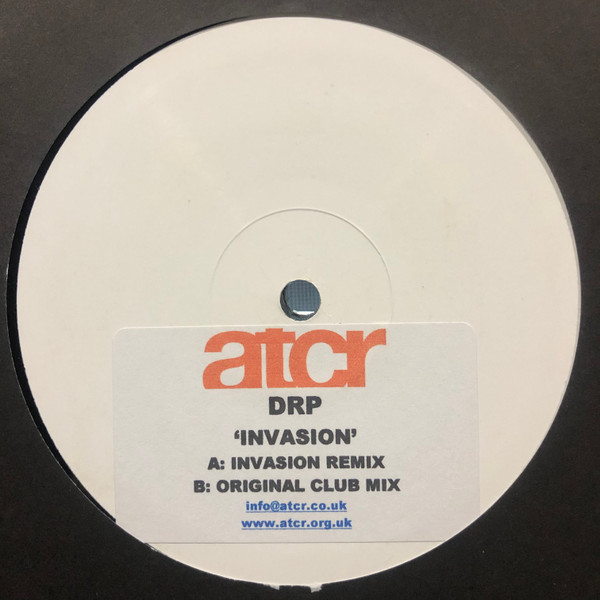 atcr
DRP
‘INVASION’
A: INVASION REMIX
B: ORIGINAL CLUB MIX
info@atcr.co.uk
www.atcr.org.uk